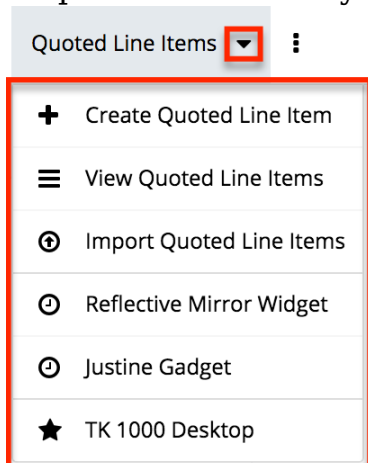 Quoted Line Items
Create Quoted Line Item
View Quoted Line Items
Import Quoted Line Items
Reflective Mirror Widget
Justine Gadget
TK 1000 Desktop